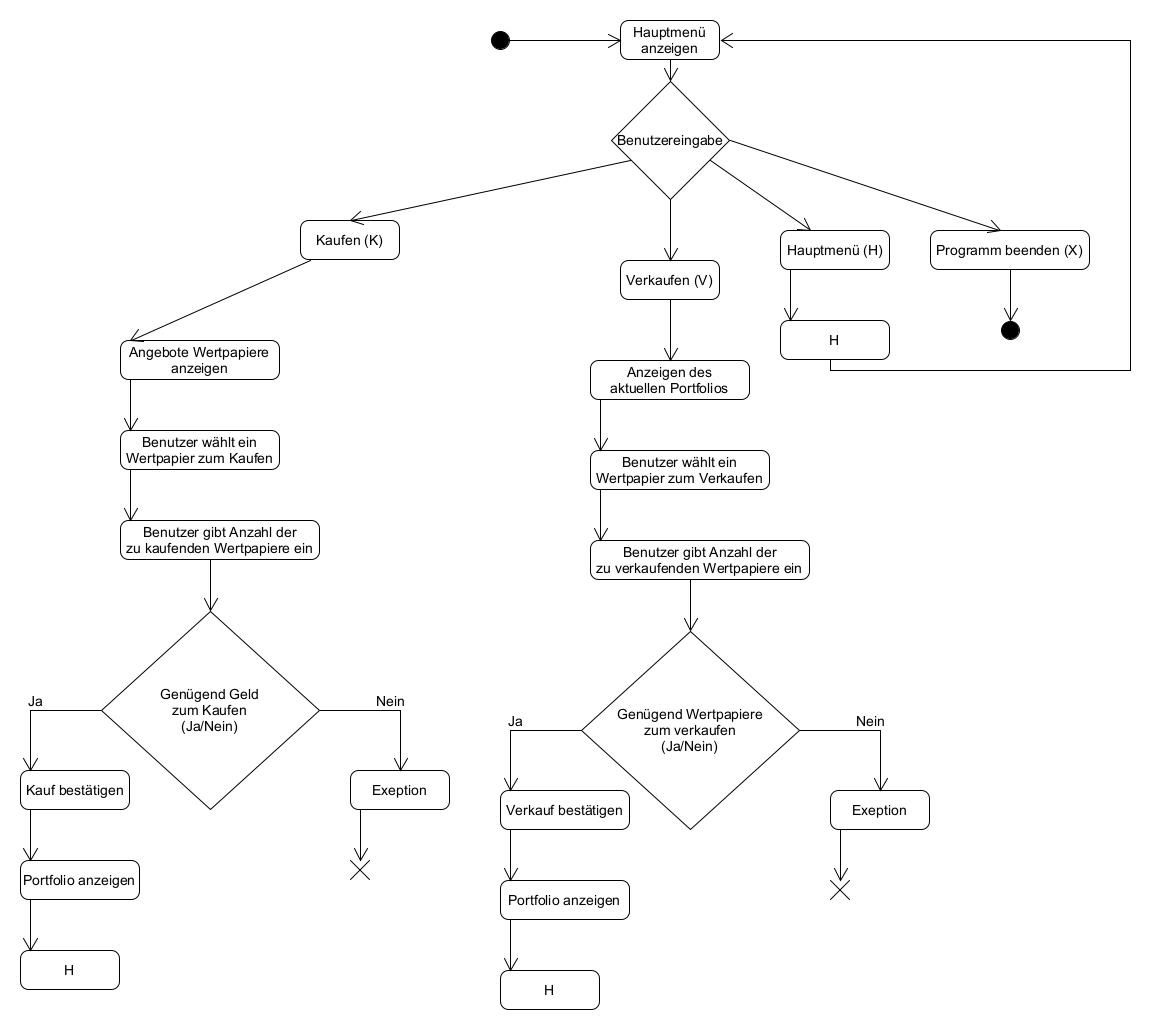 Hauptmenü
anzeigen
Benutzereingabe
Kaufen (K)
Verkaufen (V)
Hauptmenü (H)
Programm beenden (X)
H
Angebote Wertpapiere
anzeigen
Benutzer wählt ein
Wertpapier zum Kaufen
Benutzer gibt Anzahl der
zu kaufenden Wertpapiere ein
Genügend Geld
zum Kaufen
(Ja/Nein)
Ja
Nein
Kauf bestätigen
Exeption
Portfolio anzeigen
H
Anzeigen des
aktuellen Portfolios
Benutzer wählt ein
Wertpapier zum Verkaufen
Benutzer gibt Anzahl der
zu verkaufenden Wertpapiere ein
Genügend Wertpapiere
zum verkaufen
(Ja/Nein)
Ja
Nein
Verkauf bestätigen
Exeption
Portfolio anzeigen
H